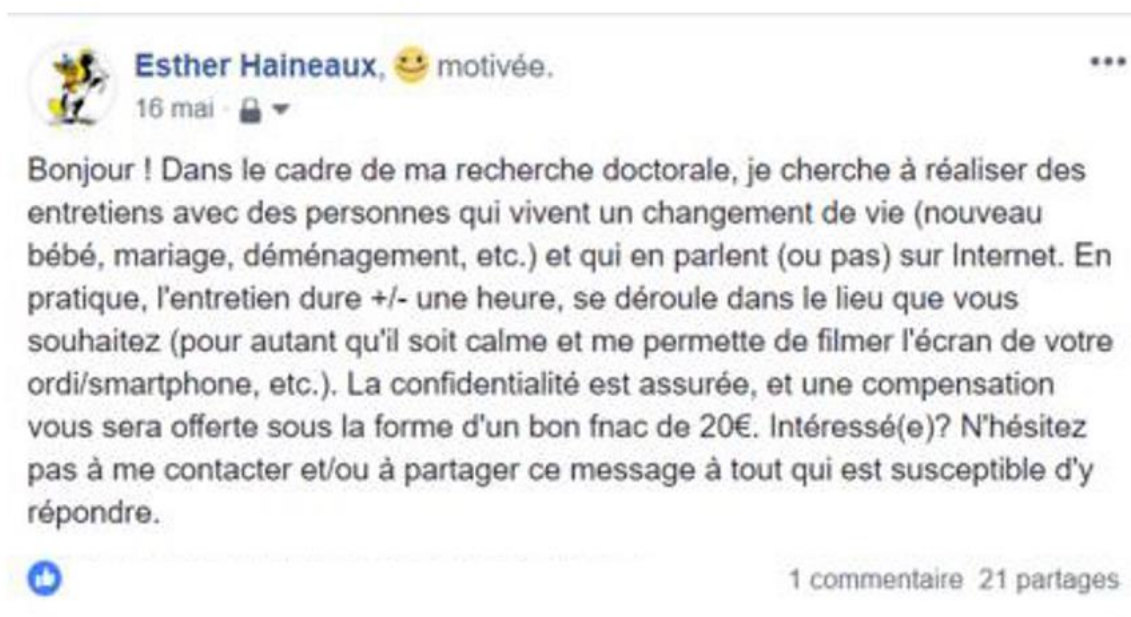 Esther Haineaux, motivée.
16 mai
Bonjour ! Dans le cadre de ma recherche doctorale, je cherche à réaliser des
entretiens avec des personnes qui vivent un changement de vie (nouveau
bébé, mariage, déménagement, etc.) et qui en parlent (ou pas) sur Internet. En
pratique, l'entretien dure +/- une heure, se déroule dans le lieu que vous
souhaitez (pour autant qu'il soit calme et me permette de filmer l'écran de votre
ordi/smartphone, etc.). La confidentialité est assurée, et une compensation
vous sera offerte sous la forme d'un bon fnac de 20€. Intéressé(e)? N'hésitez
pas à me contacter et/ou à partager ce message à tout qui est susceptible d'y
répondre.
1 commentaire 21 partages